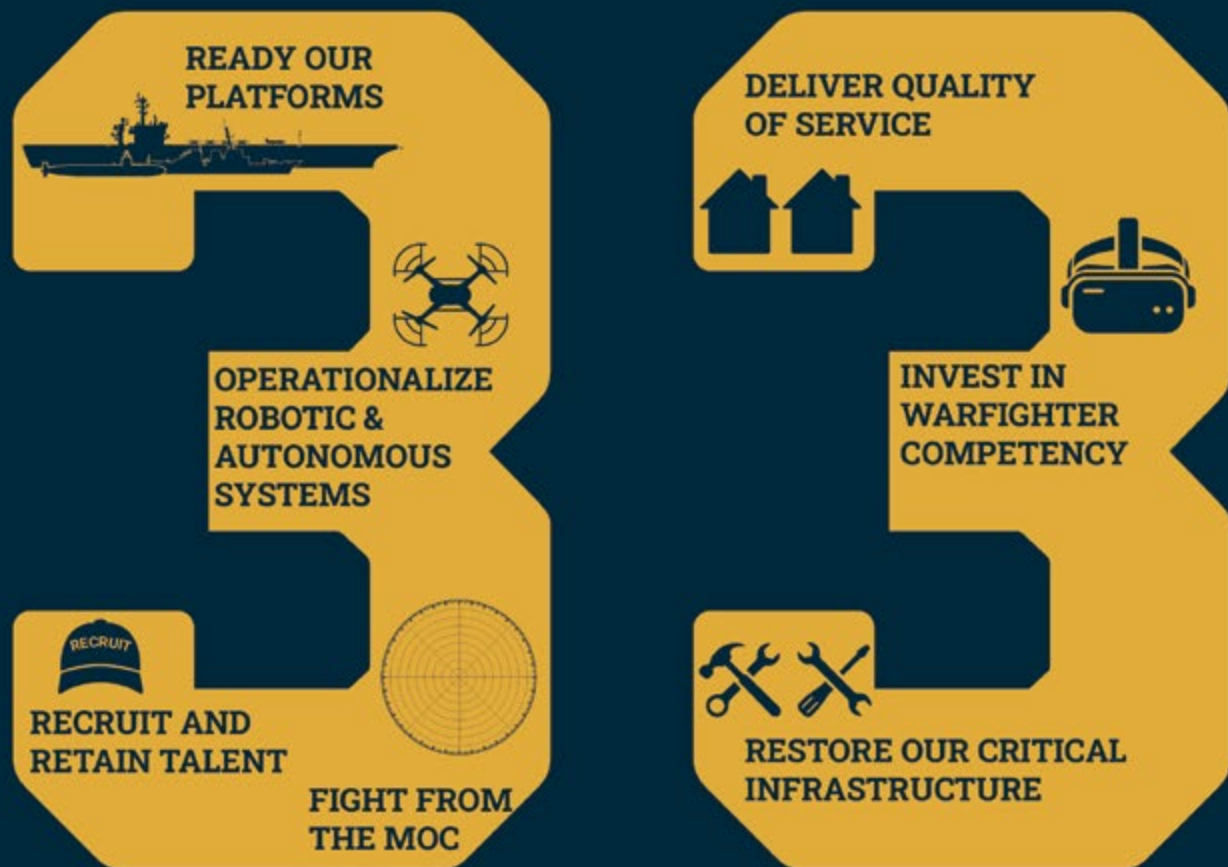 READY OUR
PLATFORMS
OPERATIONALIZE
ROBOTIC &
AUTONOMOUS
SYSTEMS
RECRUIT
RECRUIT AND
RETAIN TALENT
FIGHT FROM
THE MOC
DELIVER QUALITY
OF SERVICE
INVEST IN
WARFIGHTER
COMPETENCY
RESTORE OUR CRITICAL
INFRASTRUCTURE